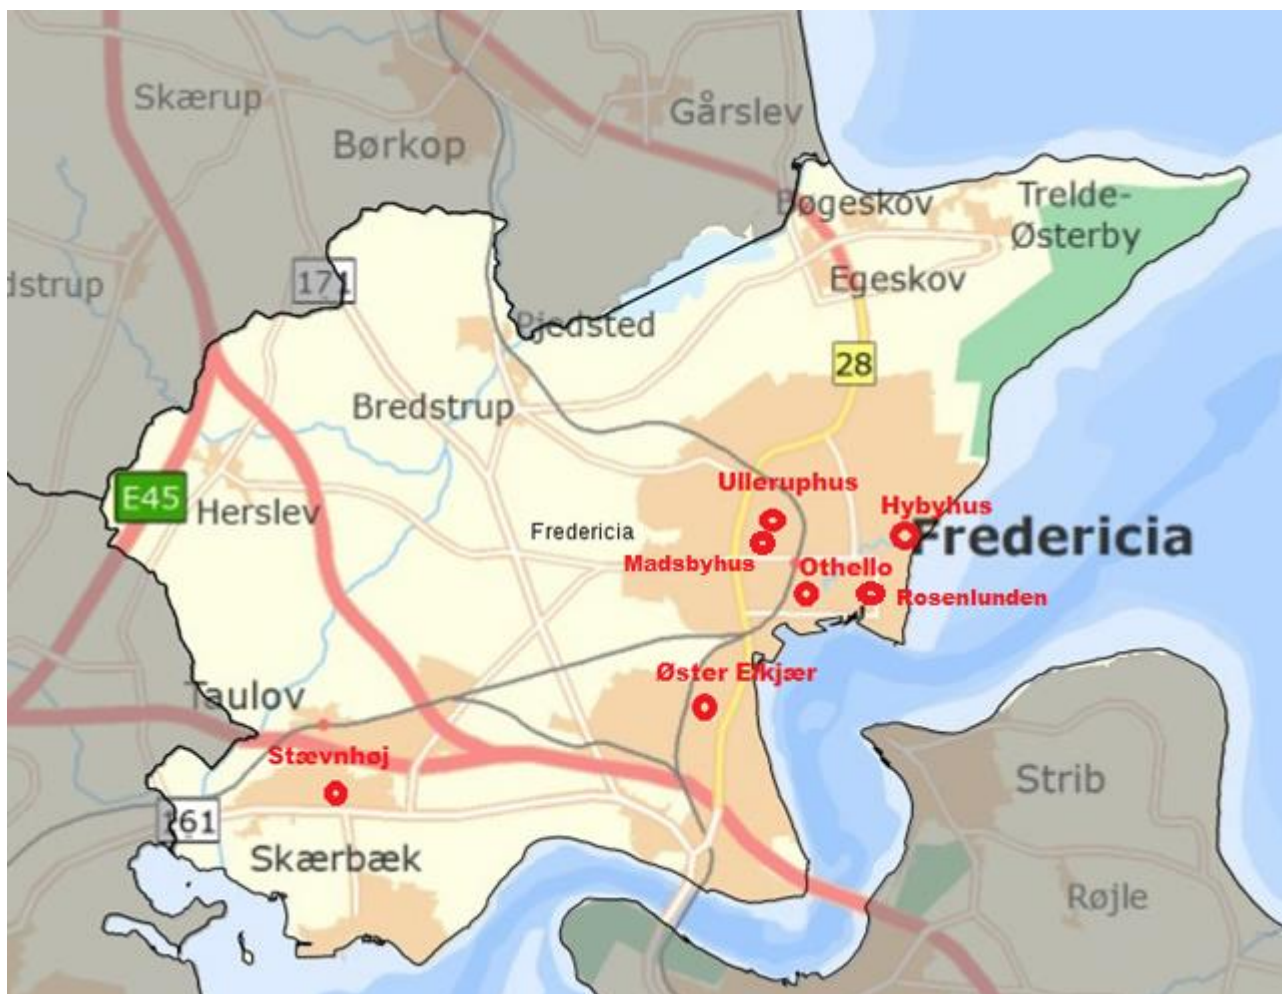 Skærup
Gårslev
Børkop
Trelde-
Østerby
Bøgeskov
171
dstrup
Egeskov
Pjedsted
28
Bredstrup
Ulleruphus
E45
Herslev
Hybyhus
Fredericia
Fredericia
Madsbyhus
Othello
Rosenlunden
Øster Elkjær
Taulov
Stævnhøj
Strib
161
Skærbæk
Røjle